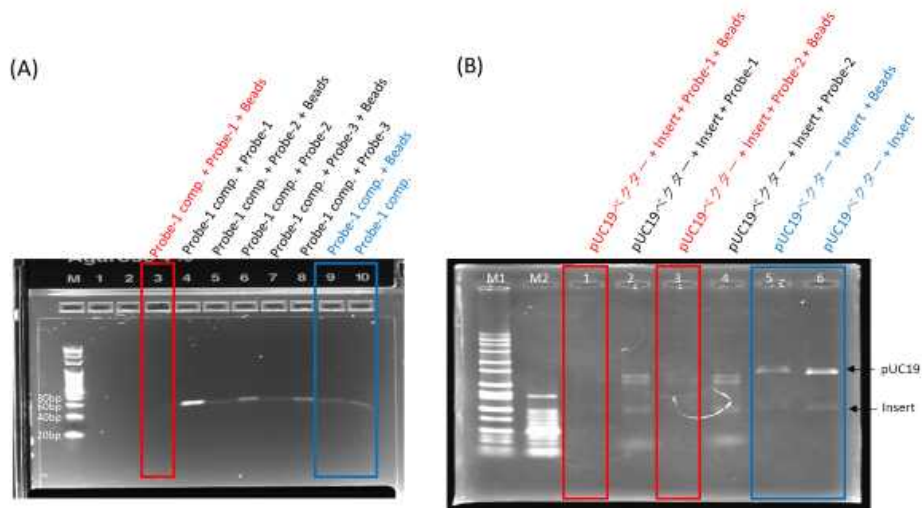 (A)
Probe-1 comp. + Probe-1 + Beads
Probe-1 comp. + Probe-1
Probe-1 comp. + Probe-2 + Beads
Probe-1 comp. + Probe-2
Probe-1 comp. + Probe-3 + Beads
Probe-1 comp. + Probe-3
Probe-1 comp. + Beads
Probe-1 comp.
M 1 2 3 4 5 6 7 8 9 10
80bp
60bp
40bp
20bp
(B)
pUC19ベクター + Insert + Probe-1 + Beads
pUC19ベクター + Insert + Probe-1
pUC19ベクター + Insert + Probe-2 + Beads
pUC19ベクター + Insert + Probe-2
pUC19ベクター + Insert + Beads
pUC19ベクター + Insert
M1 M2 1 2 3 4 5 6
pUC19
Insert